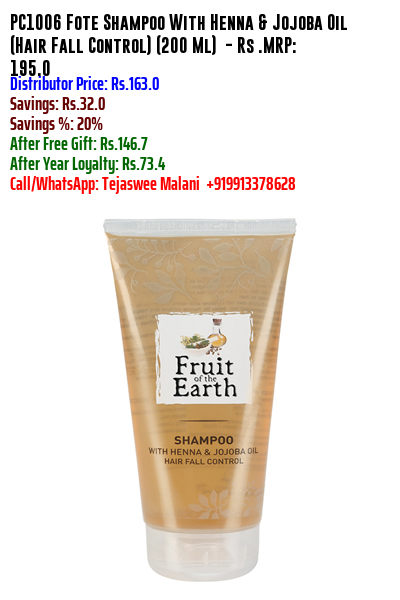 PC1006 Fote Shampoo With Henna & Jojoba Oil
(Hair Fall Control) (200 Ml) - Rs .MRP:
195.0
Distributor Price: Rs.163.0
Savings: Rs.32.0
Savings %: 20%
After Free Gift: Rs.146.7
After Year Loyalty: Rs.73.4
Call/WhatsApp: Tejaswee Malani +919913378628
Fruit
of the
Earth
SHAMPOO
WITH HENNA & JOJOBA OIL
HAIR FALL CONTROL